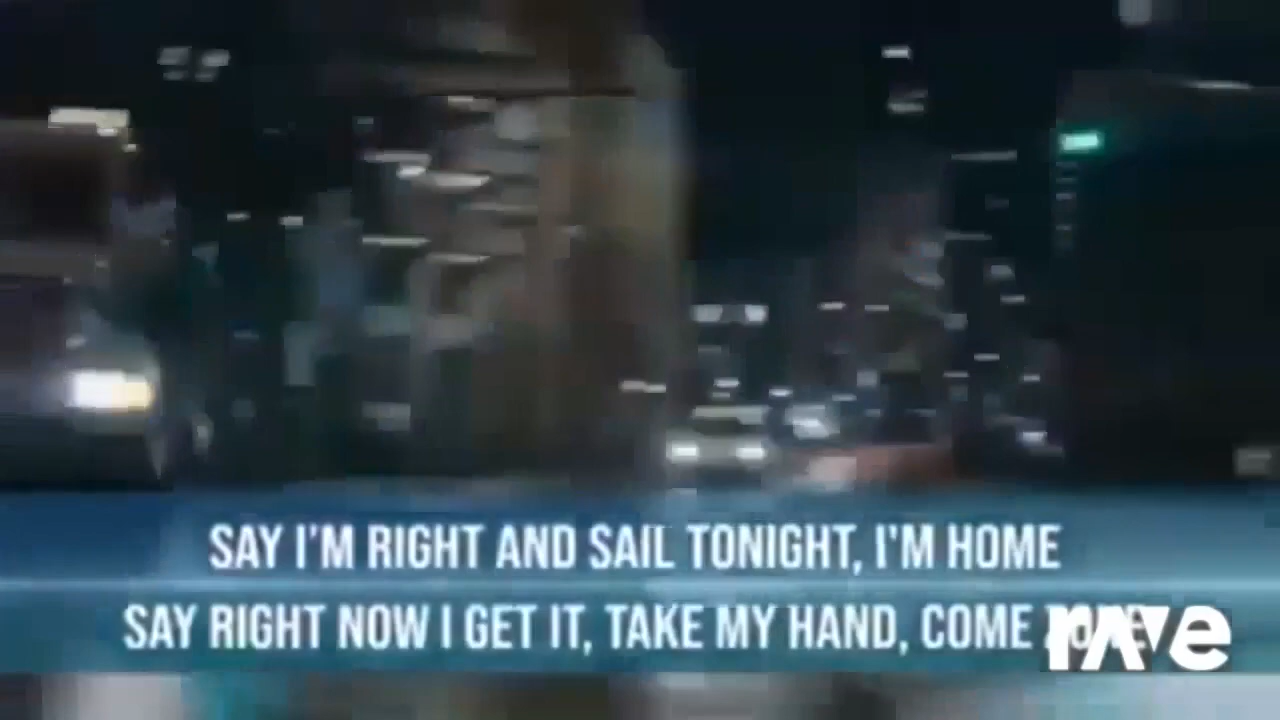 SAY I'M RIGHT AND SAIL TONIGHT, I'M HOME
SAY RIGHT NOW I GET IT, TAKE MY HAND, COME
rave